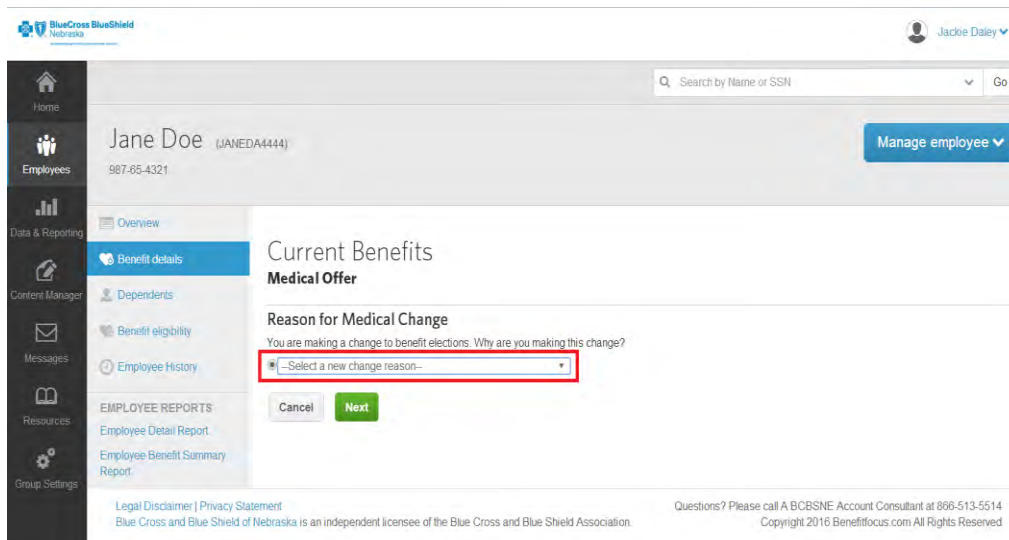 BlueCross BlueShield
Nebraska
Jackie Daley
Home
Search by Name or SSN
Go
Jane Doe (JANEDA4444)
987-65-4321
Manage employee
Employees
Data & Reporting
Content Manager
Messages
Resources
Group Settings
Overview
Benefit details
Dependents
Benefit eligibility
Employee History
EMPLOYEE REPORTS
Employee Detail Report
Employee Benefit Summary
Report
Current Benefits
Medical Offer
Reason for Medical Change
You are making a change to benefit elections. Why are you making this change?
--Select a new change reason--
Cancel
Next
Legal Disclaimer | Privacy Statement
Blue Cross and Blue Shield of Nebraska is an independent licensee of the Blue Cross and Blue Shield Association.
Questions? Please call A BCBSNE Account Consultant at 866-513-5514
Copyright 2016 Benefitfocus.com All Rights Reserved